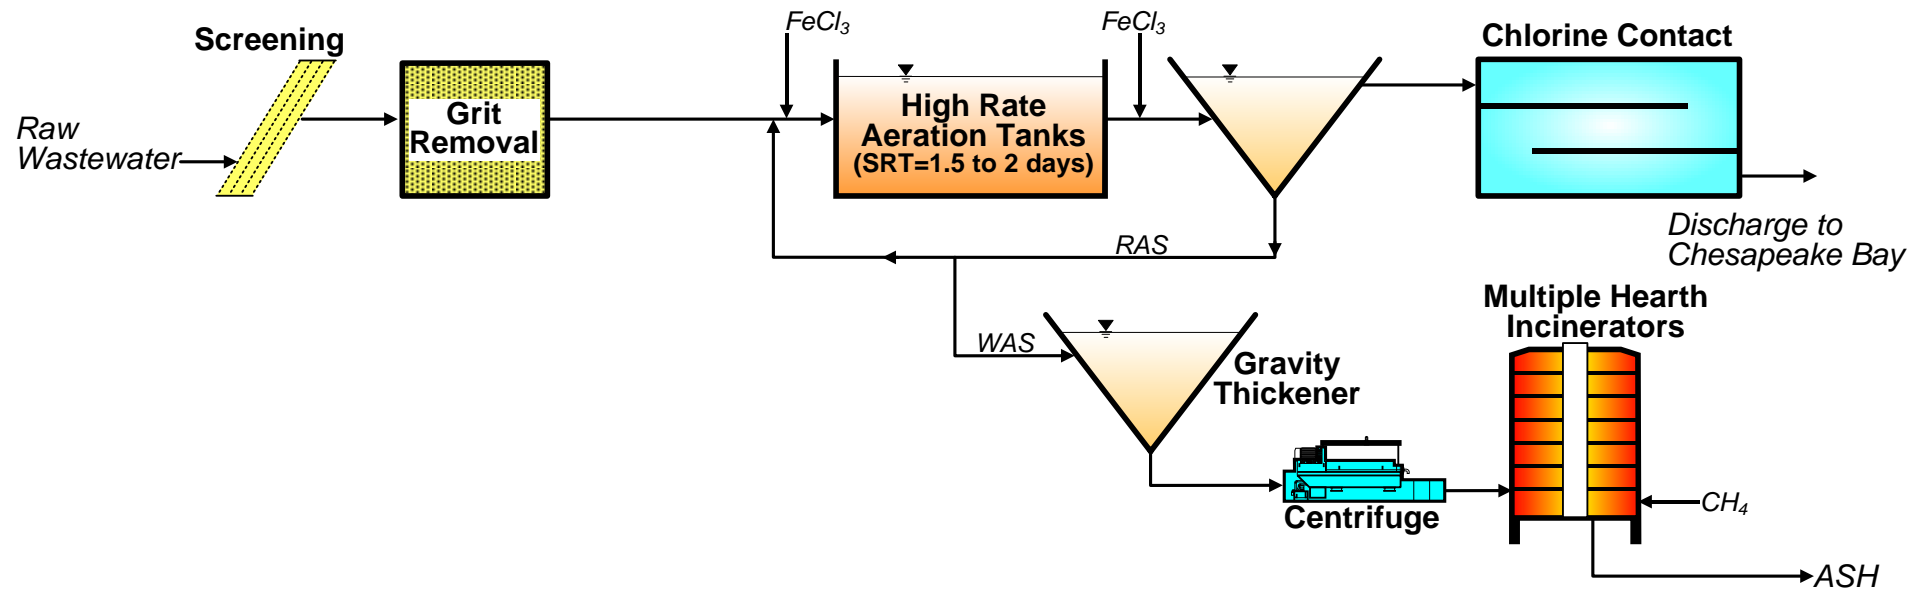 FeCl₃
FeCl₃
Screening
Chlorine Contact
Grit
Removal
High Rate
Aeration Tanks
(SRT=1.5 to 2 days)
Raw
Wastewater
Discharge to
Chesapeake Bay
RAS
WAS
Gravity
Thickener
Multiple Hearth
Incinerators
Centrifuge
CH₄
ASH